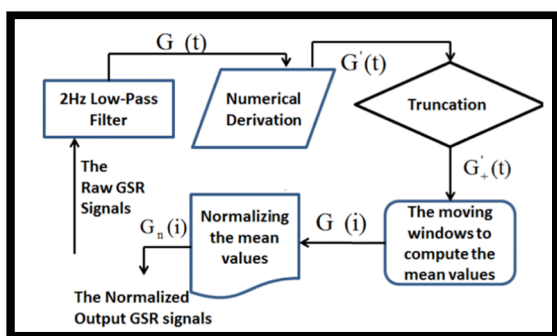 G (t)
G'(t)
2Hz Low-Pass
Filter
Numerical
Derivation
Truncation
The
Raw GSR
Signals
G'+(t)
Gn(i)
Normalizing
the mean
values
G (i)
The moving
windows to
compute the
mean values
The Normalized
Output GSR signals